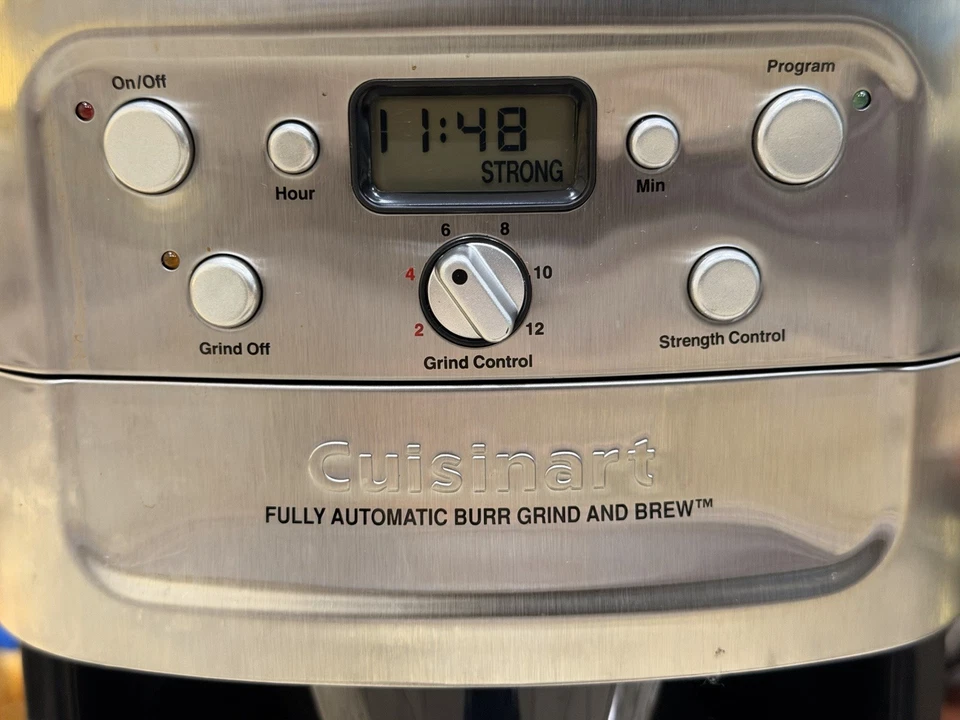 On/Off
Program
11:48
STRONG
Hour
Min
6 8
4 10
2 12
Grind Off
Grind Control
Strength Control
Cuisinart
FULLY AUTOMATIC BURR GRIND AND BREW™